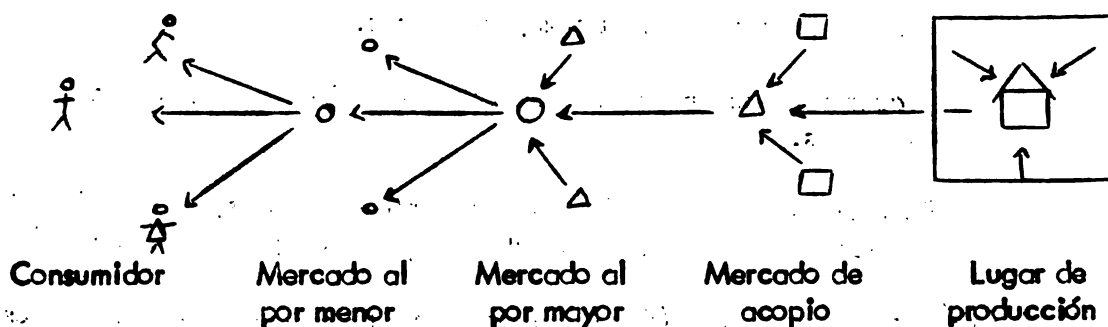 Consumidor Mercado al Mercado al Mercado de Lugar de
por menor por mayor acopio producción